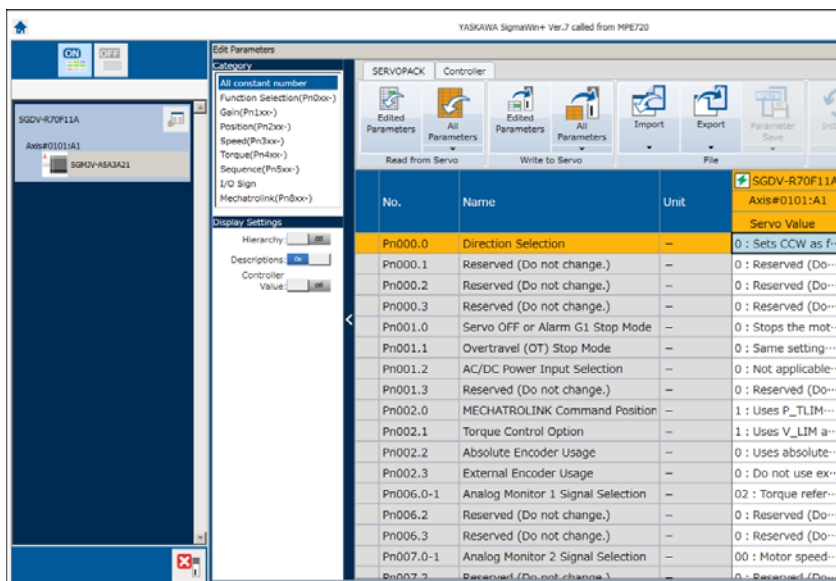 YASKAWA SigmaWin+ Ver.7 called from MPE720
ON OFF
SGDV-R70F11A
Axis#0101:A1
A
SGMJV-A5A3A21
Edit Parameters
Category
All constant number
Function Selection(Pn0xx-)
Gain(Pn1xx-)
Position(Pn2xx-)
Speed(Pn3xx-)
Torque(Pn4xx-)
Sequence(Pn5xx-)
I/O Sign
Mechatrolink(Pn8xx-)
Display Settings
Hierarchy: Off
Descriptions: On
Controller
Value: Off
SERVOPACK Controller
Edited Parameters
All Parameters
Read from Servo
Edited Parameters
All Parameters
Write to Servo
Import
Export
File
Parameter Save
No. Name Unit
SGDV-R70F11A
Axis#0101:A1
Servo Value
Pn000.0 Direction Selection – 0 : Sets CCW as f···
Pn000.1 Reserved (Do not change.) – 0 : Reserved (Do···
Pn000.2 Reserved (Do not change.) – 0 : Reserved (Do···
Pn000.3 Reserved (Do not change.) – 0 : Reserved (Do···
Pn001.0 Servo OFF or Alarm G1 Stop Mode – 0 : Stops the mot···
Pn001.1 Overtravel (OT) Stop Mode – 0 : Same setting···
Pn001.2 AC/DC Power Input Selection – 0 : Not applicable···
Pn001.3 Reserved (Do not change.) – 0 : Reserved (Do···
Pn002.0 MECHATROLINK Command Position – 1 : Uses P_TLIM···
Pn002.1 Torque Control Option – 1 : Uses V_LIM a···
Pn002.2 Absolute Encoder Usage – 0 : Uses absolute···
Pn002.3 External Encoder Usage – 0 : Do not use ex···
Pn006.0-1 Analog Monitor 1 Signal Selection – 02 : Torque refer···
Pn006.2 Reserved (Do not change.) – 0 : Reserved (Do···
Pn006.3 Reserved (Do not change.) – 0 : Reserved (Do···
Pn007.0-1 Analog Monitor 2 Signal Selection – 00 : Motor speed···
Pn007.2 Reserved (Do not change.) – 0 : Reserved (Do···